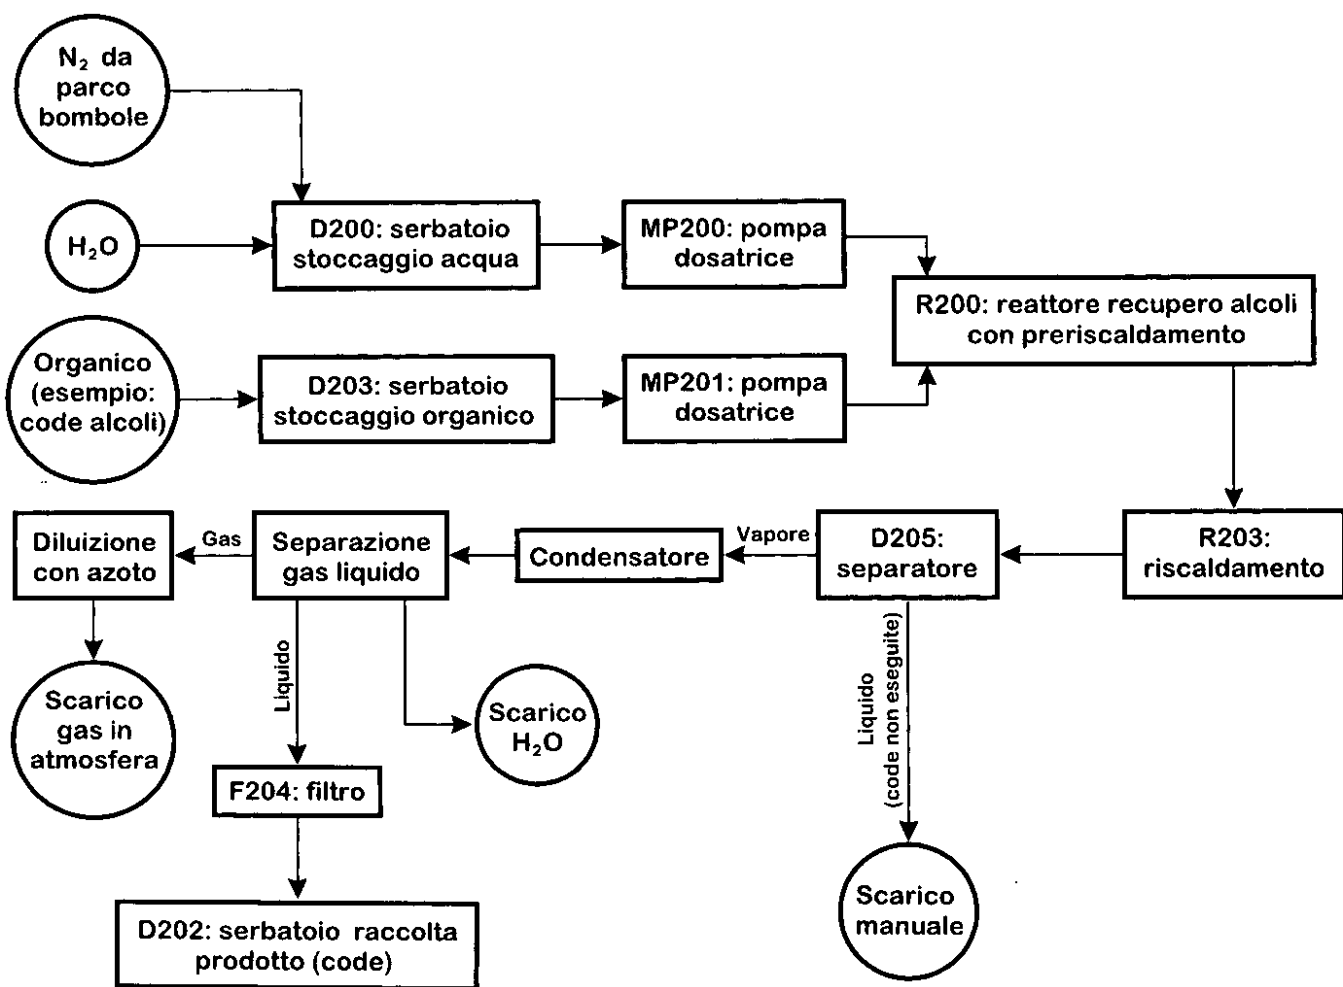 N₂ da
parco
bombole
H₂O
D200: serbatoio
stoccaggio acqua
MP200: pompa
dosatrice
R200: reattore recupero alcoli
con preriscaldamento
Organico
(esempio:
code alcoli)
D203: serbatoio
stoccaggio organico
MP201: pompa
dosatrice
Diluizione
con azoto
Gas
Separazione
gas liquido
Condensatore
Vapore
D205:
separatore
R203:
riscaldamento
Scarico
gas in
atmosfera
Liquido
Scarico
H₂O
Liquido
(code non eseguite)
F204: filtro
D202: serbatoio raccolta
prodotto (code)
Scarico
manuale